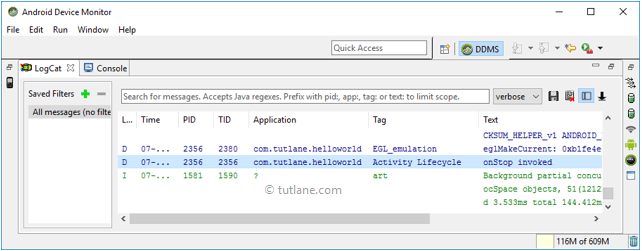 Android Device Monitor
File Edit Run Window Help
Quick Access
DDMS
LogCat
Console
Saved Filters
Search for messages. Accepts Java regexes. Prefix with pid:, app:, tag: or text: to limit scope.
verbose
All messages (no filte
L... Time PID TID Application Tag Text
CKSUM_HELPER_v1 ANDROID_
D 07-... 2356 2380 com.tutlane.helloworld EGL_emulation eglMakeCurrent: 0xb1fe4e
D 07-... 2356 2356 com.tutlane.helloworld Activity Lifecycle onStop invoked
I 07-... 1581 1590 ? art Background partial concu
ocSpace objects, 51(1212
d 3.533ms total 144.412m
© tutlane.com
116M of 609M